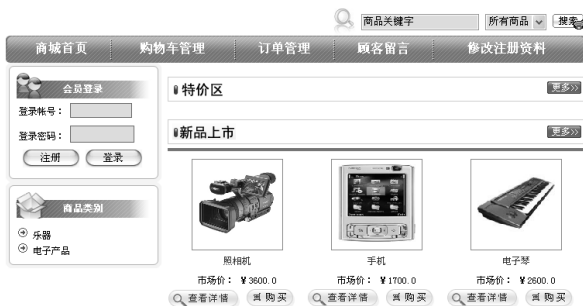 商品关键字 所有商品 搜索
商城首页 购物车管理 订单管理 顾客留言 修改注册资料
会员登录
登录帐号：
登录密码：
注册 登录
商品类别
乐器
电子产品
特价区 更多>>
新品上市 更多>>
照相机 手机 电子琴
市场价： ¥3600.0 市场价： ¥1700.0 市场价： ¥2600.0
查看详情 购买 查看详情 购买 查看详情 购买